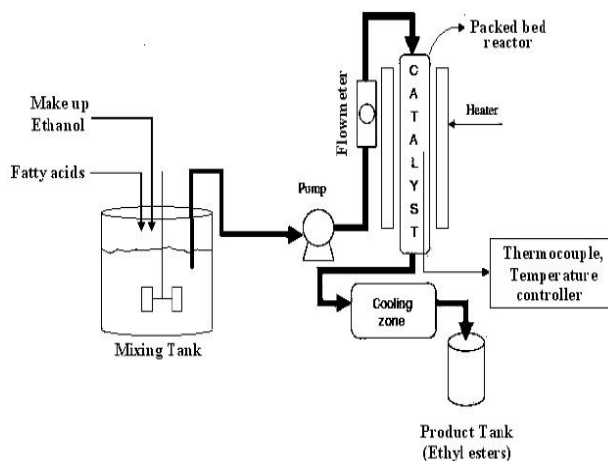 Packed bed
reactor
Make up
Ethanol
Fatty acids
Flowmeter
CATALYST
Heater
Pump
Thermocouple,
Temperature
controller
Cooling
zone
Mixing Tank
Product Tank
(Ethyl esters)